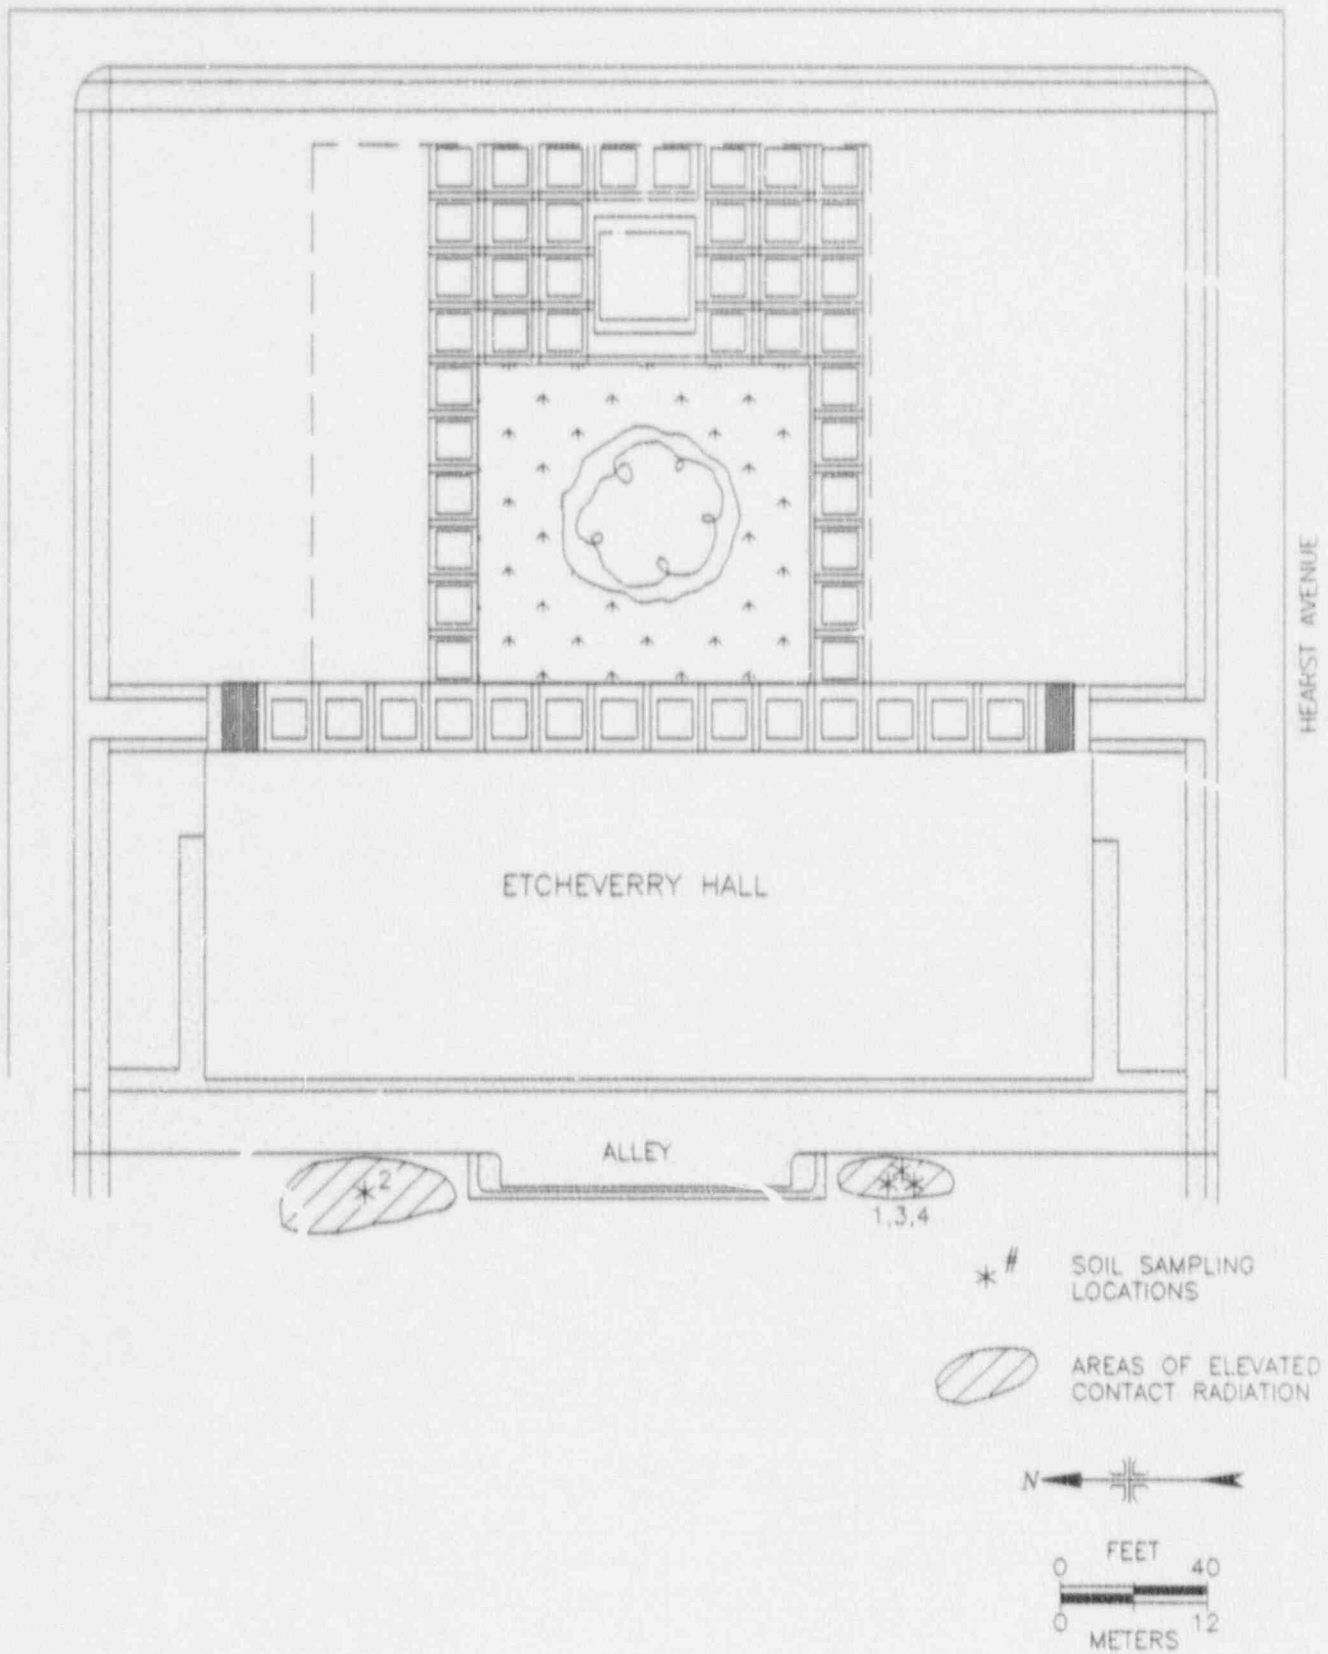 HEARST AVENUE
ETCHEVERRY HALL
ALLEY
2
1,3,4
#
SOIL SAMPLING
LOCATIONS
AREAS OF ELEVATED
CONTACT RADIATION
N
FEET
0 40
0 12
METERS